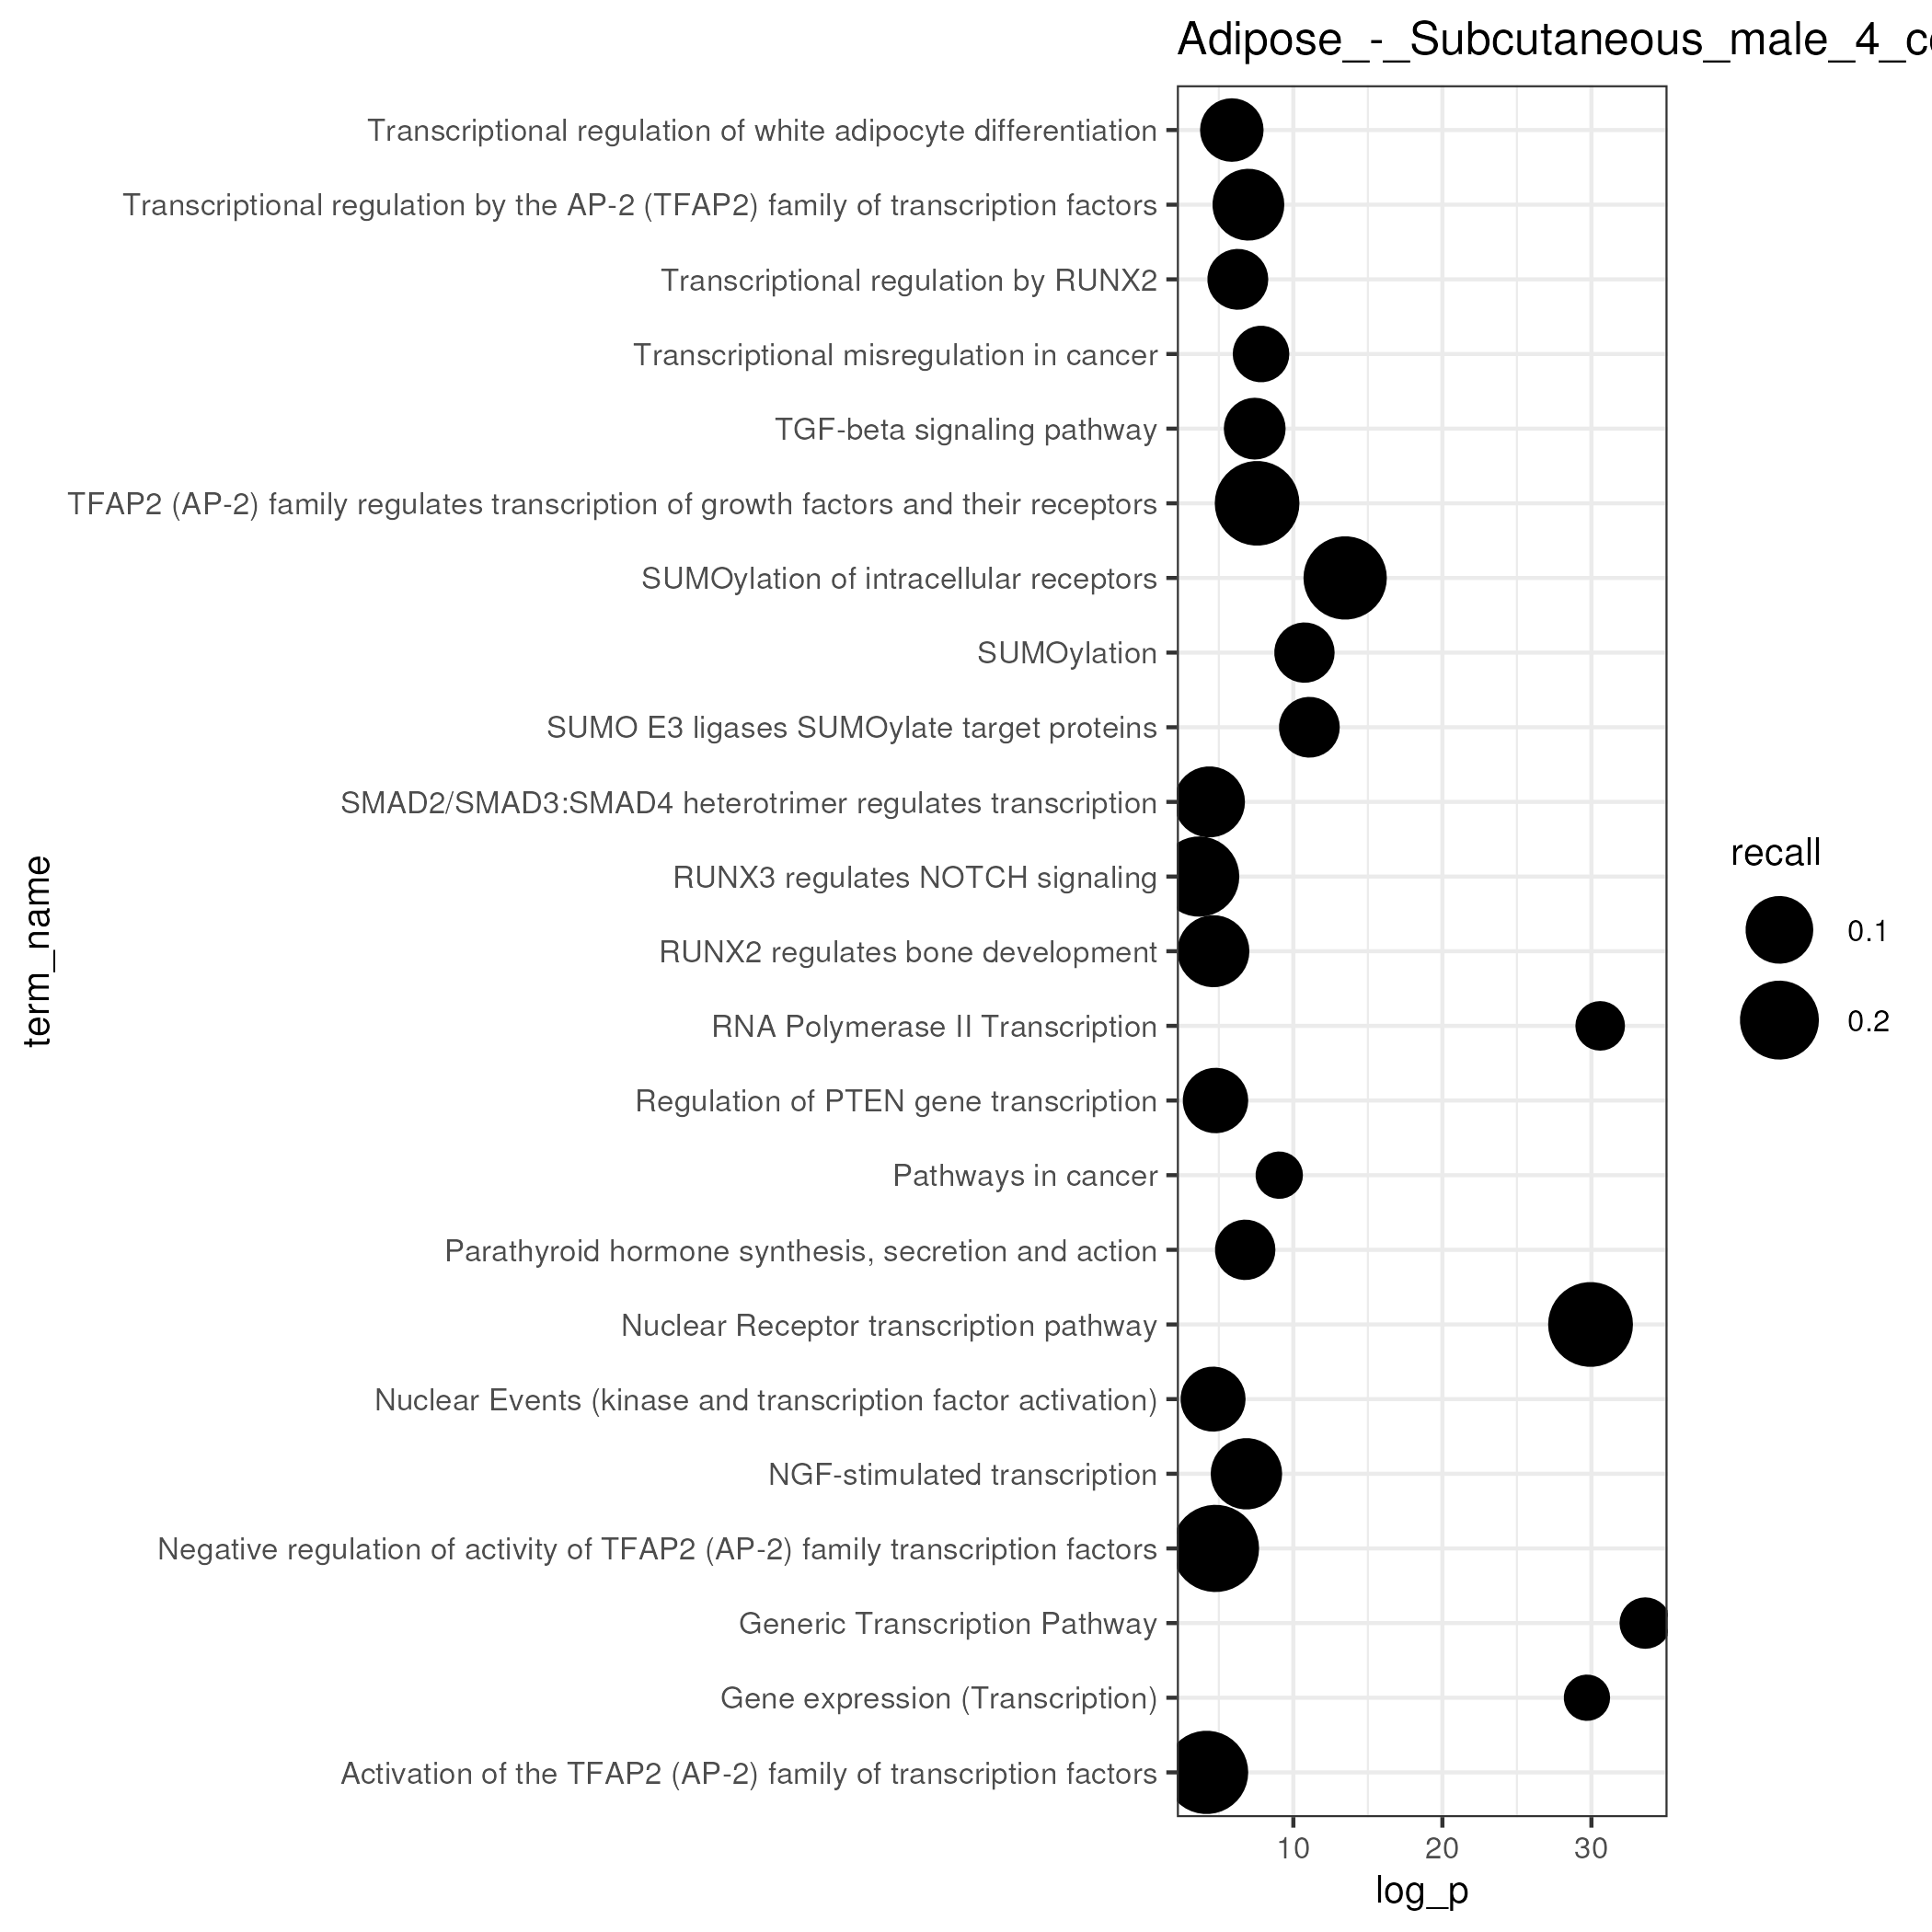 Adipose_-_Subcutaneous_male_4_c
Transcriptional regulation of white adipocyte differentiation
Transcriptional regulation by the AP-2 (TFAP2) family of transcription factors
Transcriptional regulation by RUNX2
Transcriptional misregulation in cancer
TGF-beta signaling pathway
TFAP2 (AP-2) family regulates transcription of growth factors and their receptors
SUMOylation of intracellular receptors
SUMOylation
SUMO E3 ligases SUMOylate target proteins
SMAD2/SMAD3:SMAD4 heterotrimer regulates transcription
RUNX3 regulates NOTCH signaling
RUNX2 regulates bone development
RNA Polymerase II Transcription
Regulation of PTEN gene transcription
Pathways in cancer
Parathyroid hormone synthesis, secretion and action
Nuclear Receptor transcription pathway
Nuclear Events (kinase and transcription factor activation)
NGF-stimulated transcription
Negative regulation of activity of TFAP2 (AP-2) family transcription factors
Generic Transcription Pathway
Gene expression (Transcription)
Activation of the TFAP2 (AP-2) family of transcription factors
term_name
10 20 30
log_p
recall
0.1
0.2